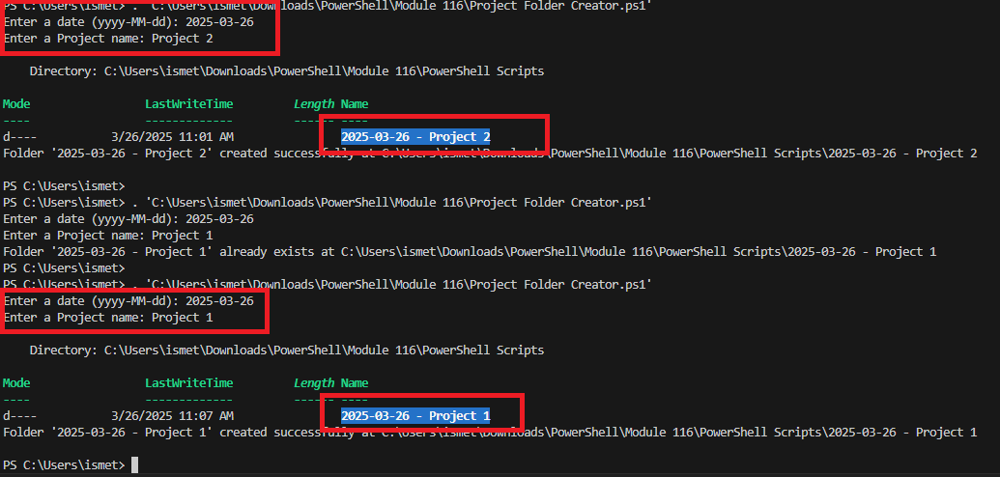 PS C:\Users\ismet> . 'C:\Users\ismet\Downloads\PowerShell\Module 116\Project Folder Creator.ps1'
Enter a date (yyyy-MM-dd): 2025-03-26
Enter a Project name: Project 2
Directory: C:\Users\ismet\Downloads\PowerShell\Module 116\PowerShell Scripts
Mode LastWriteTime Length Name
---- ------------- ------ ----
d---- 3/26/2025 11:01 AM 2025-03-26 - Project 2
Folder '2025-03-26 - Project 2' created successfully at C:\Users\ismet\Downloads\PowerShell\Module 116\PowerShell Scripts\2025-03-26 - Project 2
PS C:\Users\ismet>
PS C:\Users\ismet> . 'C:\Users\ismet\Downloads\PowerShell\Module 116\Project Folder Creator.ps1'
Enter a date (yyyy-MM-dd): 2025-03-26
Enter a Project name: Project 1
Folder '2025-03-26 - Project 1' already exists at C:\Users\ismet\Downloads\PowerShell\Module 116\PowerShell Scripts\2025-03-26 - Project 1
PS C:\Users\ismet>
PS C:\Users\ismet> . 'C:\Users\ismet\Downloads\PowerShell\Module 116\Project Folder Creator.ps1'
Enter a date (yyyy-MM-dd): 2025-03-26
Enter a Project name: Project 1
Directory: C:\Users\ismet\Downloads\PowerShell\Module 116\PowerShell Scripts
Mode LastWriteTime Length Name
---- ------------- ------ ----
d---- 3/26/2025 11:07 AM 2025-03-26 - Project 1
Folder '2025-03-26 - Project 1' created successfully at C:\Users\ismet\Downloads\PowerShell\Module 116\PowerShell Scripts\2025-03-26 - Project 1
PS C:\Users\ismet>